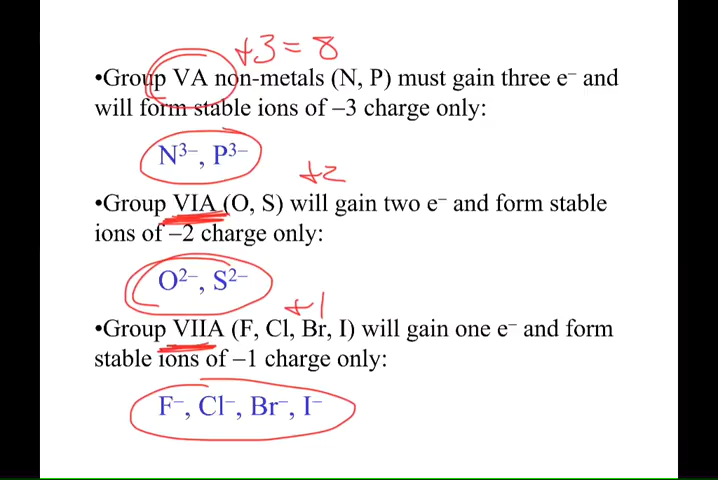 +3 = 8
•Group VA non-metals (N, P) must gain three e⁻ and
will form stable ions of –3 charge only:
N³⁻, P³⁻
+2
•Group VIA (O, S) will gain two e⁻ and form stable
ions of –2 charge only:
O²⁻, S²⁻
+1
•Group VIIA (F, Cl, Br, I) will gain one e⁻ and form
stable ions of –1 charge only:
F⁻, Cl⁻, Br⁻, I⁻